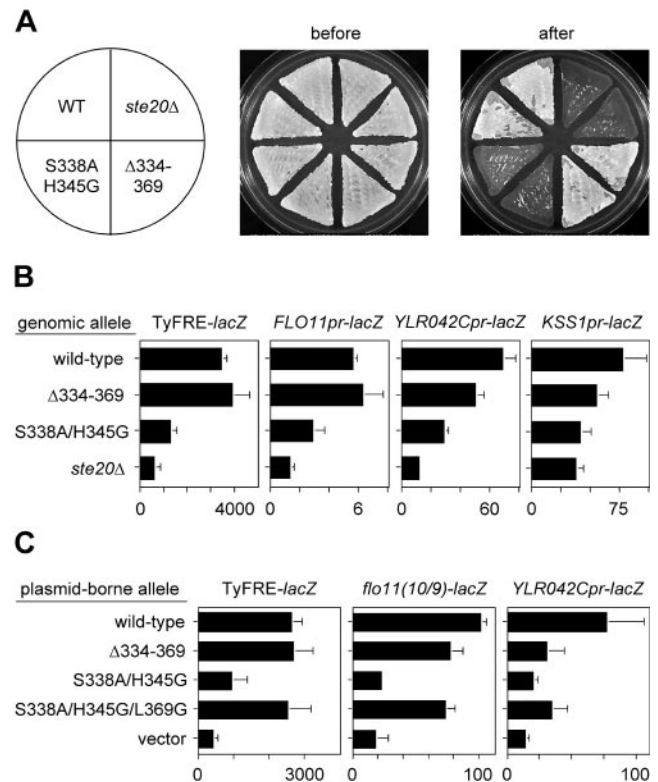 A
before after
WT ste20Δ
S338A H345G Δ334-369
B
genomic allele TyFRE-lacZ FLO11pr-lacZ YLR042Cpr-lacZ KSS1pr-lacZ
wild-type
Δ334-369
S338A/H345G
ste20Δ
0 4000 0 6 0 60 0 75
C
plasmid-borne allele TyFRE-lacZ flo11(10/9)-lacZ YLR042Cpr-lacZ
wild-type
Δ334-369
S338A/H345G
S338A/H345G/L369G
vector
0 3000 0 100 0 100